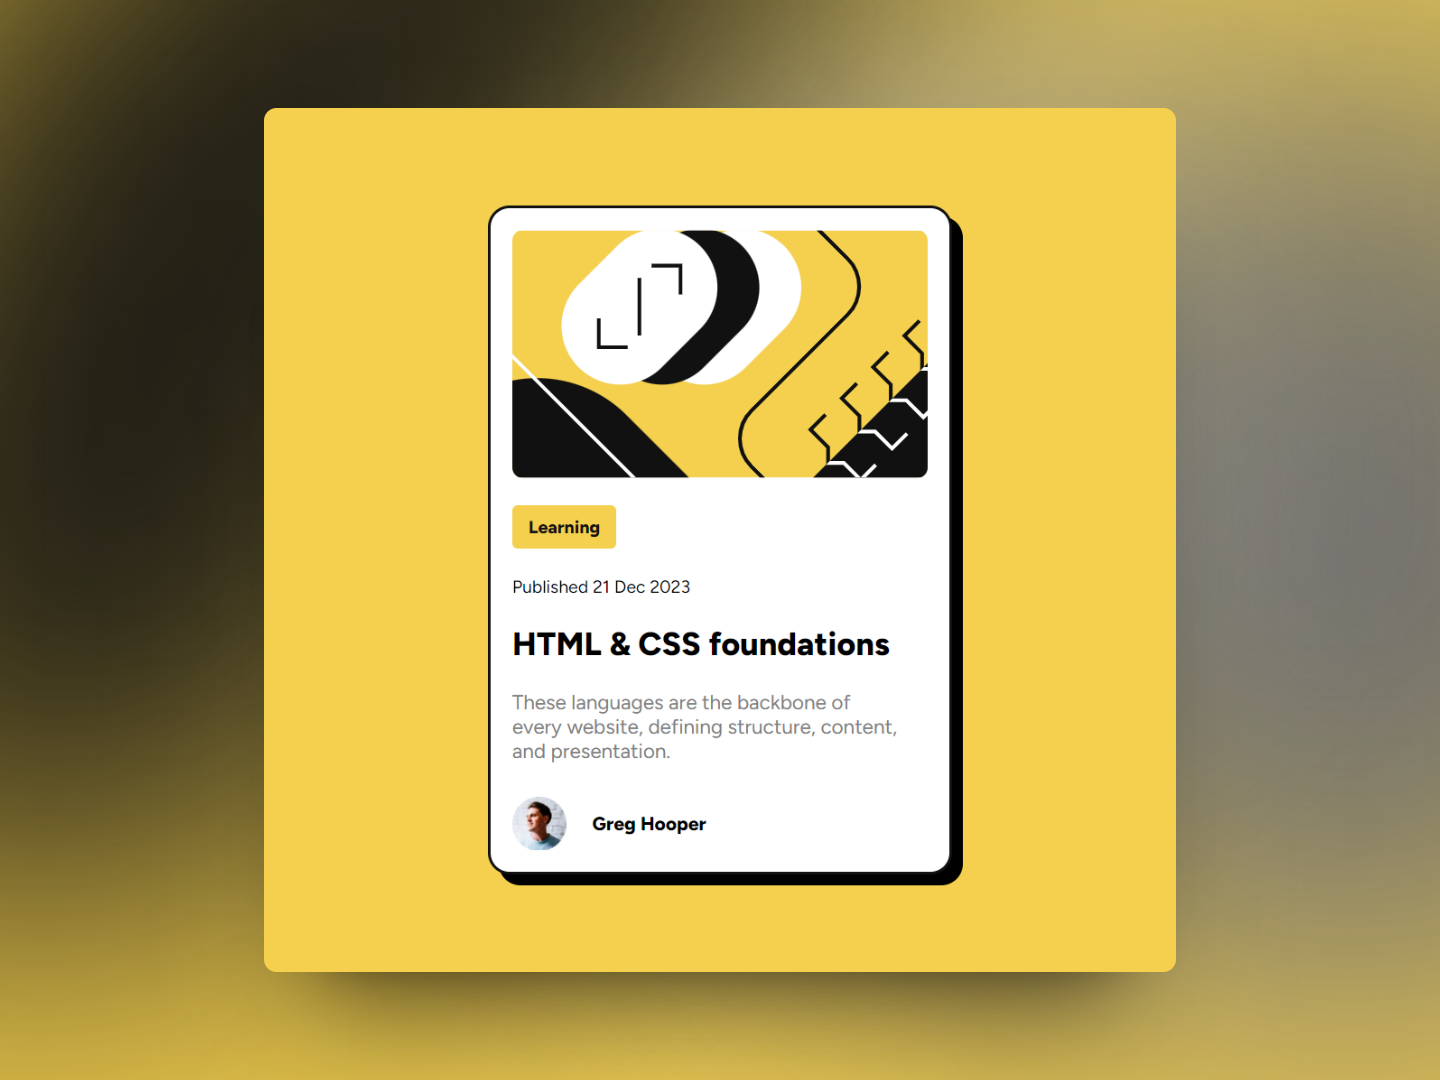 Learning
Published 21 Dec 2023
HTML & CSS foundations
These languages are the backbone of
every website, defining structure, content,
and presentation.
Greg Hooper